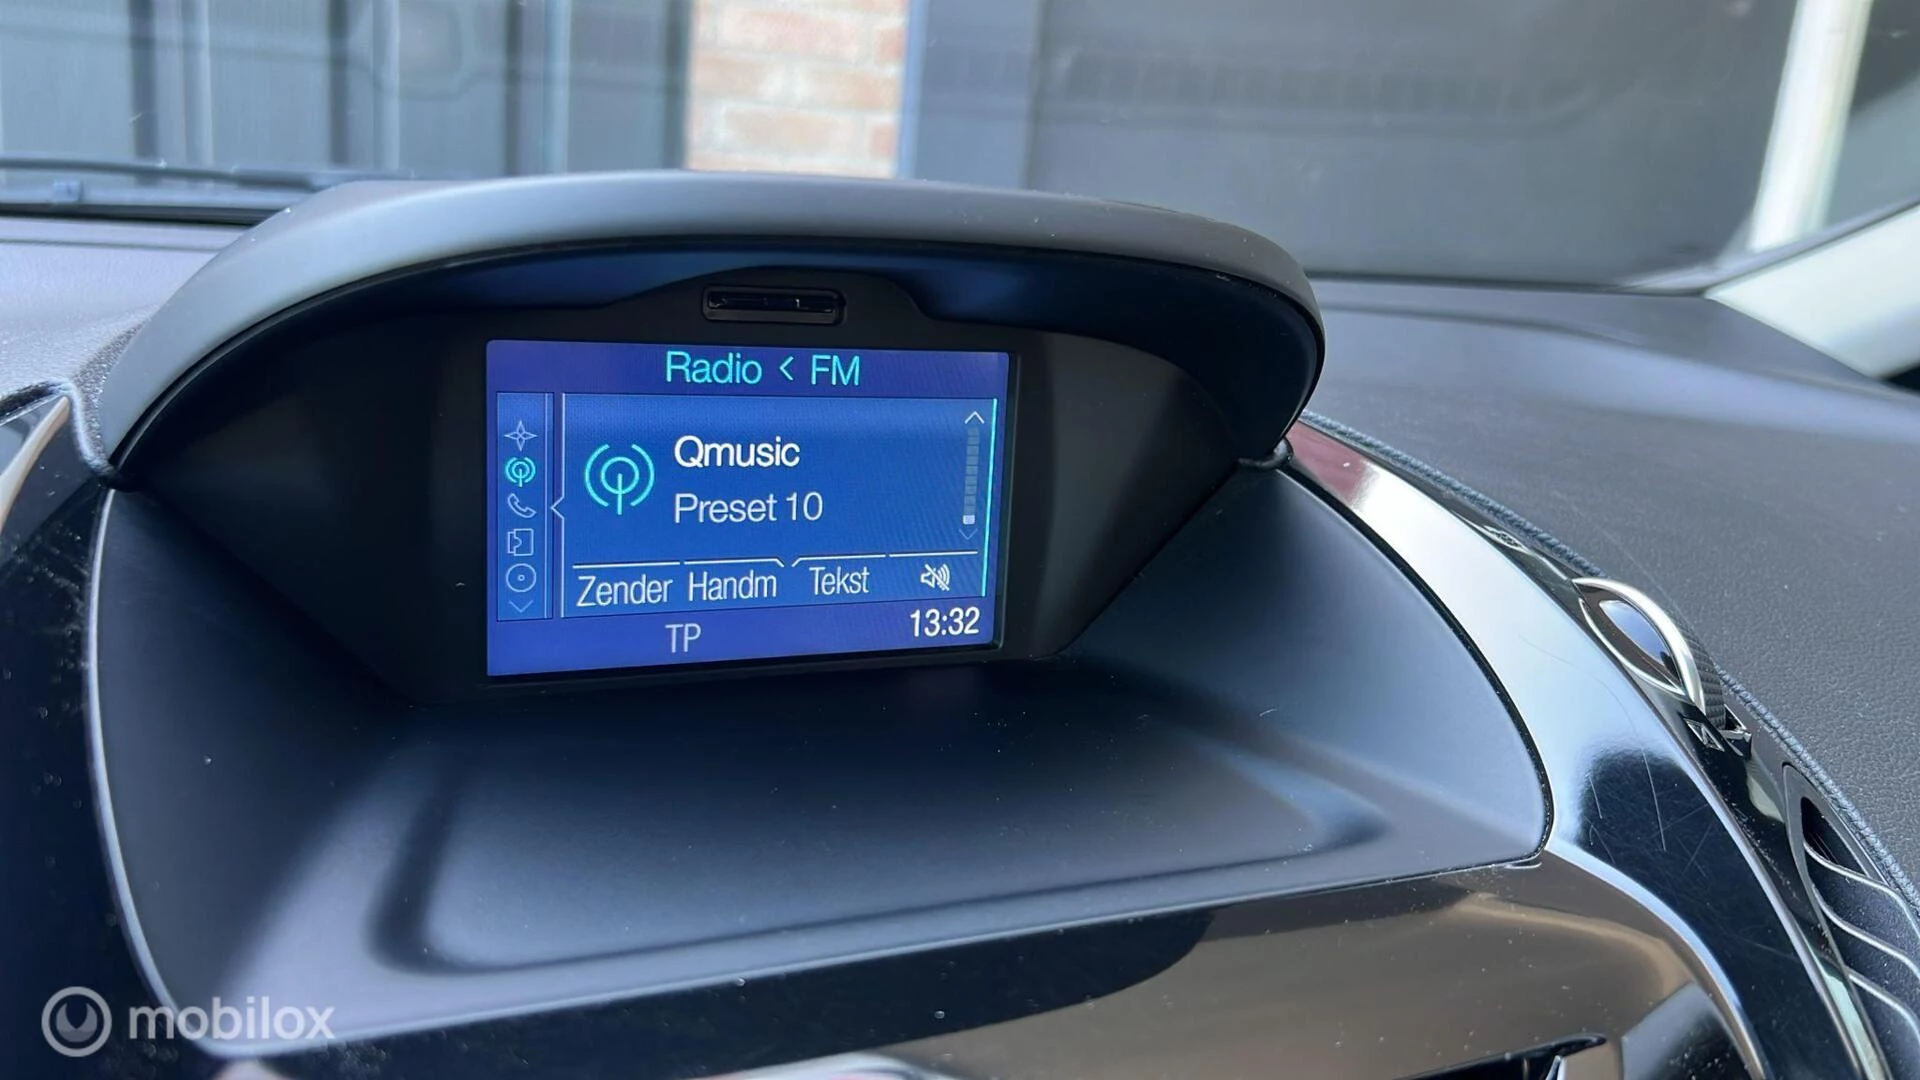 Radio < FM
Qmusic
Preset 10
Zender Handm Tekst
TP 13:32
mobilox